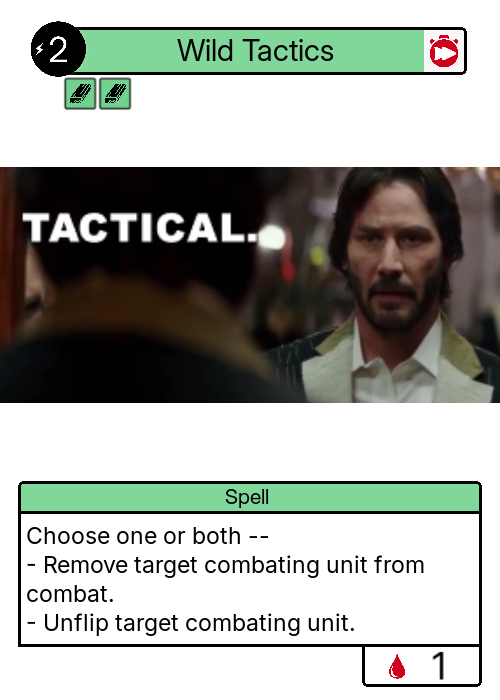 2
Wild Tactics
TACTICAL.
Spell
Choose one or both --
- Remove target combating unit from
combat.
- Unflip target combating unit.
1